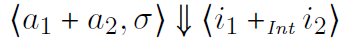 ⟨a₁ + a₂, σ⟩ ⇓ ⟨i₁ +_Int i₂⟩